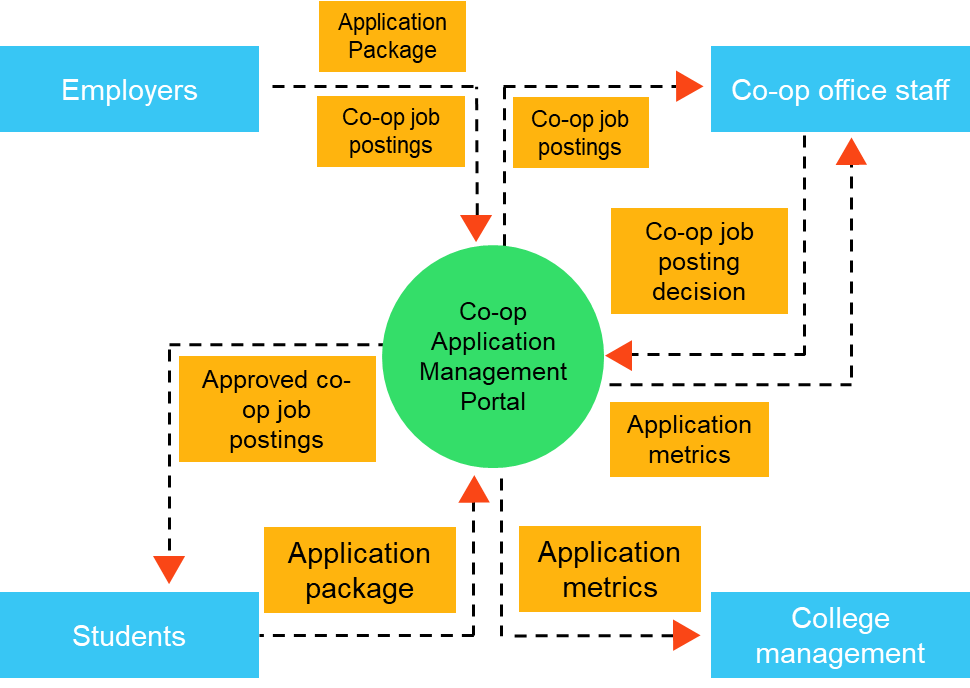 Application
Package
Employers
Co-op office staff
Co-op job
postings
Co-op job
postings
Co-op job
posting
decision
Co-op
Application
Management
Portal
Approved co-
op job
postings
Application
metrics
Application
package
Application
metrics
Students
College
management